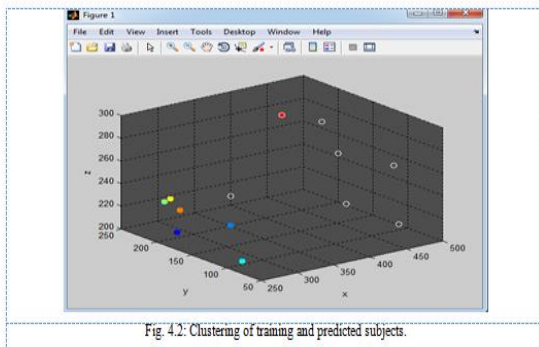 Figure 1
File Edit View Insert Tools Desktop Window Help
300
280
260
240
220
200
z
250
200
150
100
50
y
250
300
350
400
450
500
x
Fig. 4.2: Clustering of training and predicted subjects.